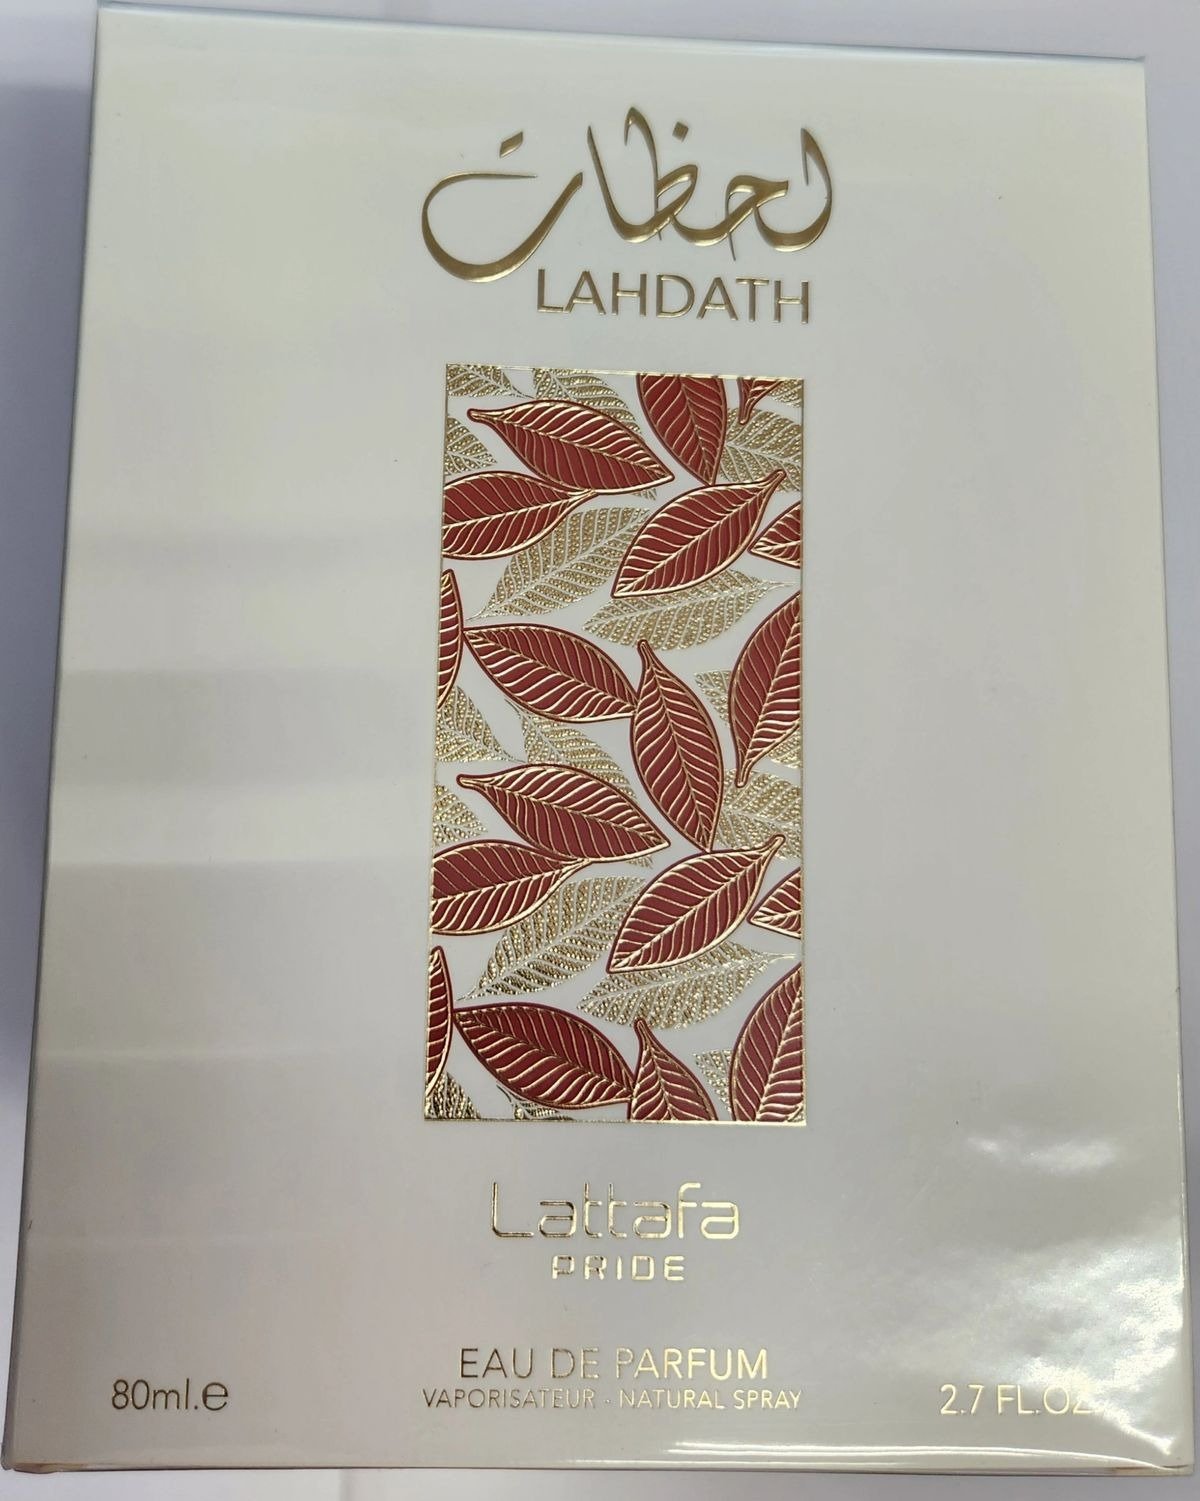 لحظات
LAHDATH
Lattafa
PRIDE
EAU DE PARFUM
80ml.e
VAPORISATEUR - NATURAL SPRAY
2.7 FL.OZ.